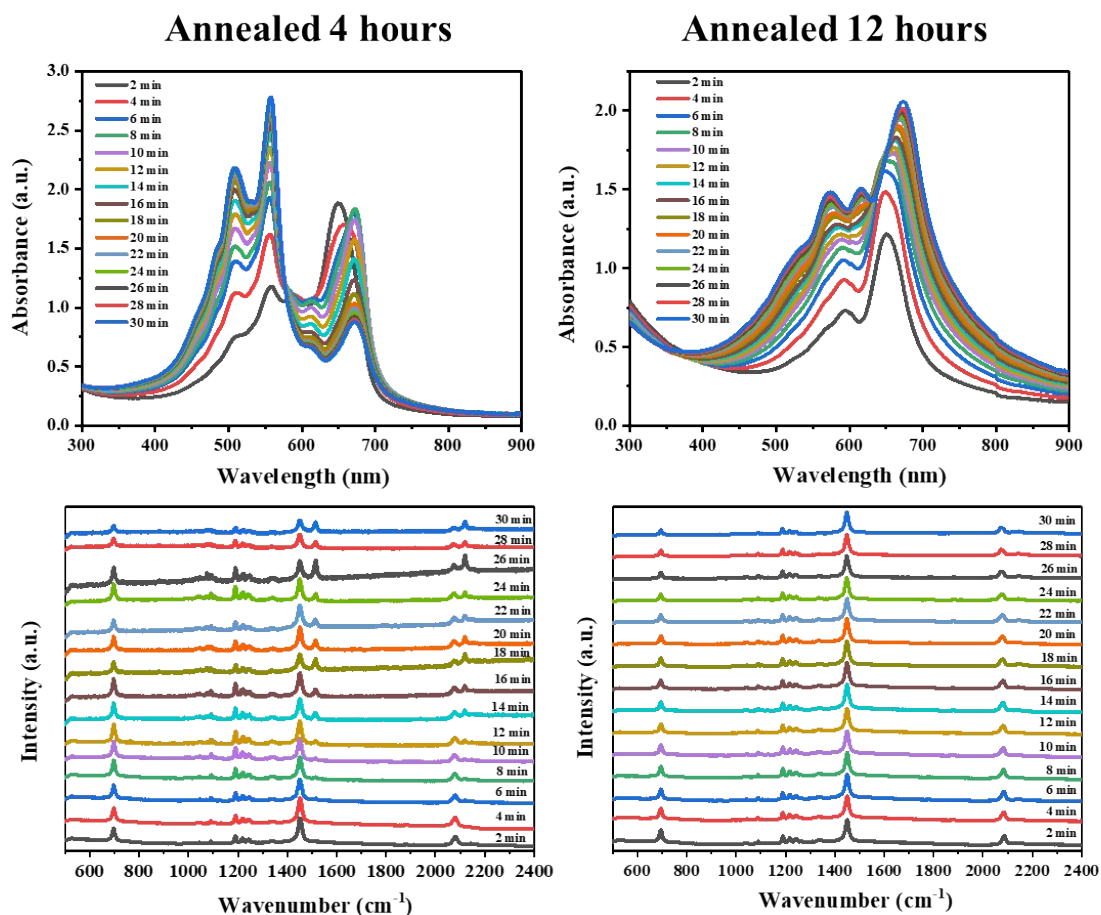 Annealed 4 hours
Annealed 12 hours
3.0
2.5
2.0
1.5
1.0
0.5
0.0
Absorbance (a.u.)
2 min
4 min
6 min
8 min
10 min
12 min
14 min
16 min
18 min
20 min
22 min
24 min
26 min
28 min
30 min
300 400 500 600 700 800 900
Wavelength (nm)
2.0
1.5
1.0
0.5
0.0
Absorbance (a.u.)
2 min
4 min
6 min
8 min
10 min
12 min
14 min
16 min
18 min
20 min
22 min
24 min
26 min
28 min
30 min
300 400 500 600 700 800 900
Wavelength (nm)
Intensity (a.u.)
30 min
28 min
26 min
24 min
22 min
20 min
18 min
16 min
14 min
12 min
10 min
8 min
6 min
4 min
2 min
600 800 1000 1200 1400 1600 1800 2000 2200 2400
Wavenumber (cm⁻¹)
Intensity (a.u.)
30 min
28 min
26 min
24 min
22 min
20 min
18 min
16 min
14 min
12 min
10 min
8 min
6 min
4 min
2 min
600 800 1000 1200 1400 1600 1800 2000 2200 2400
Wavenumber (cm⁻¹)